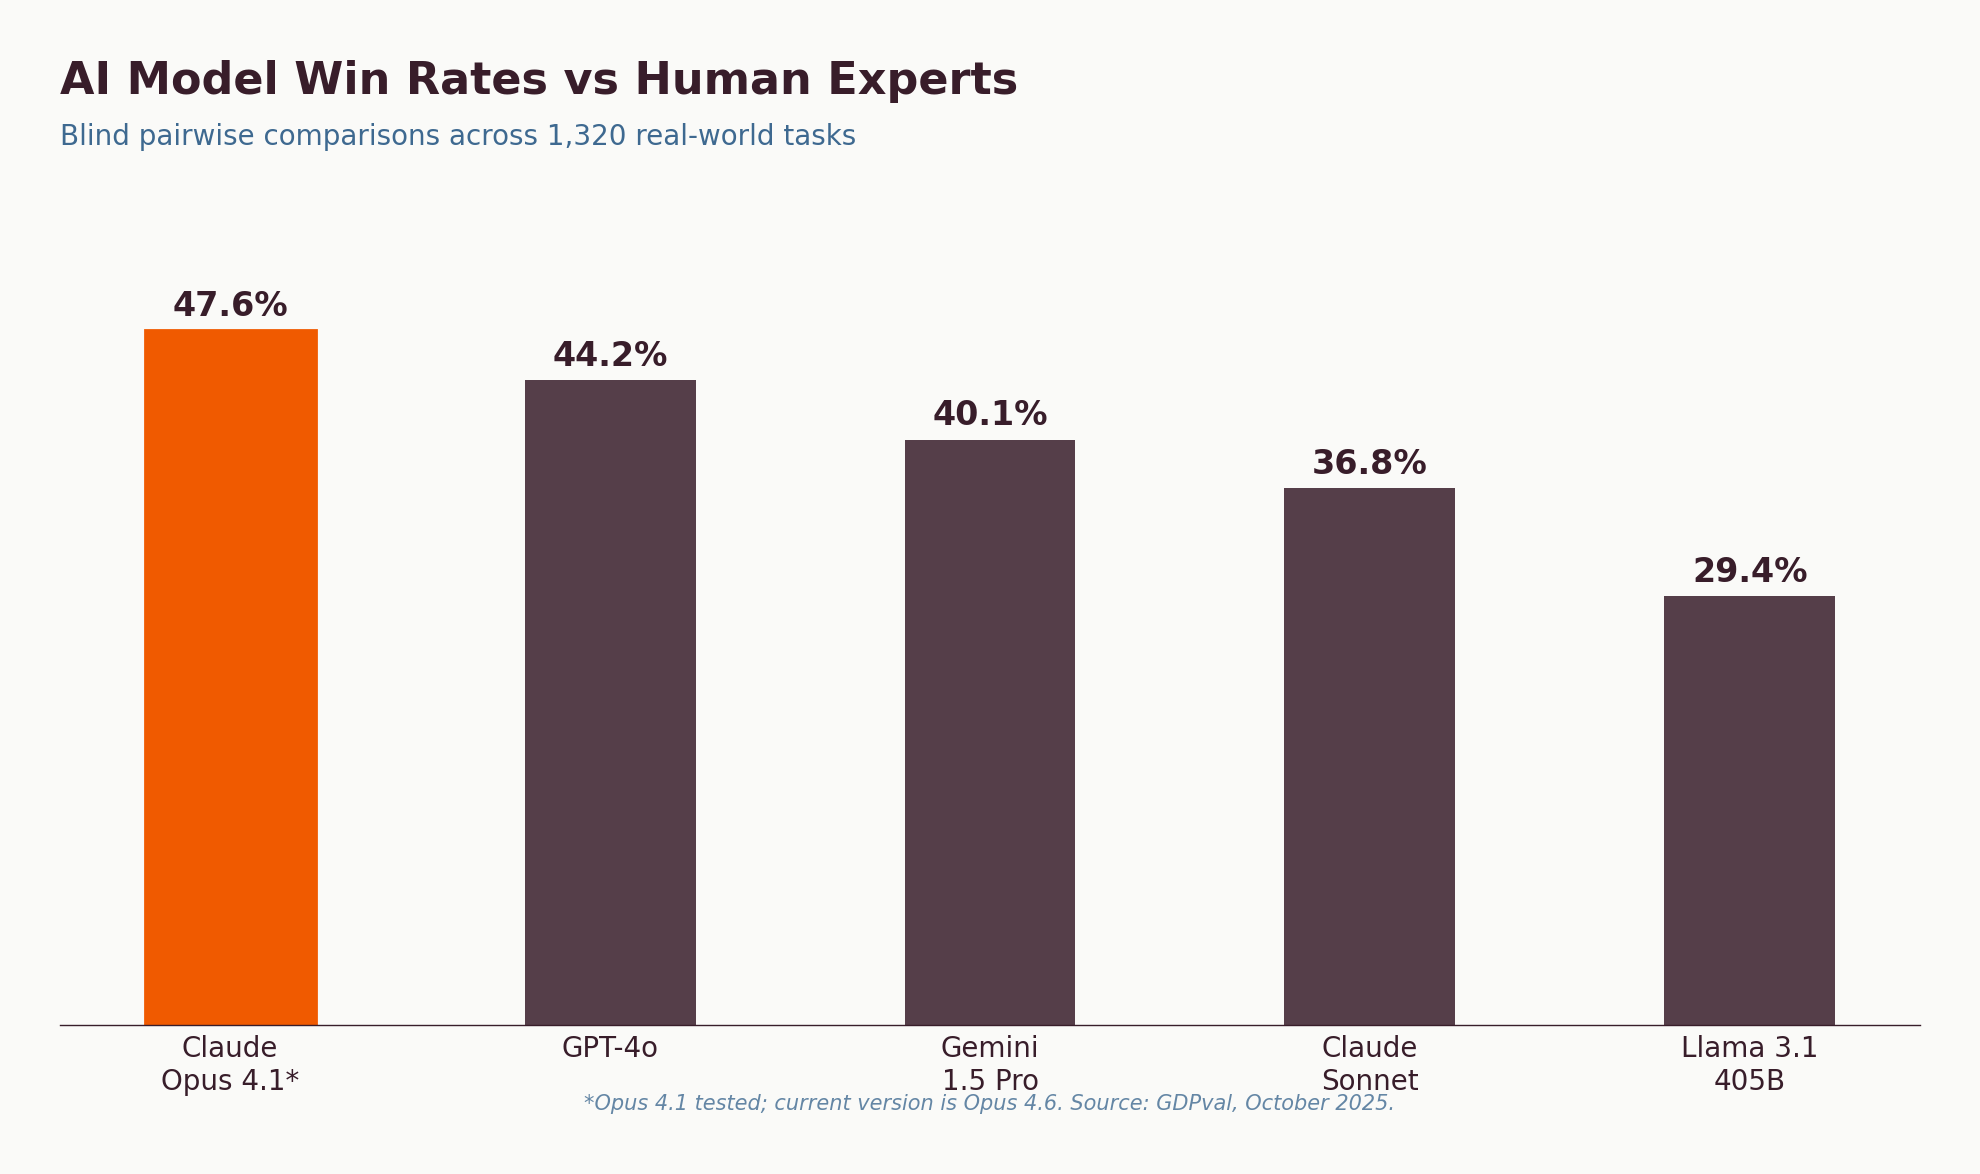 AI Model Win Rates vs Human Experts
Blind pairwise comparisons across 1,320 real-world tasks
47.6%
44.2%
40.1%
36.8%
29.4%
Claude
Opus 4.1*
GPT-4o
Gemini
1.5 Pro
Claude
Sonnet
Llama 3.1
405B
*Opus 4.1 tested; current version is Opus 4.6. Source: GDPval, October 2025.